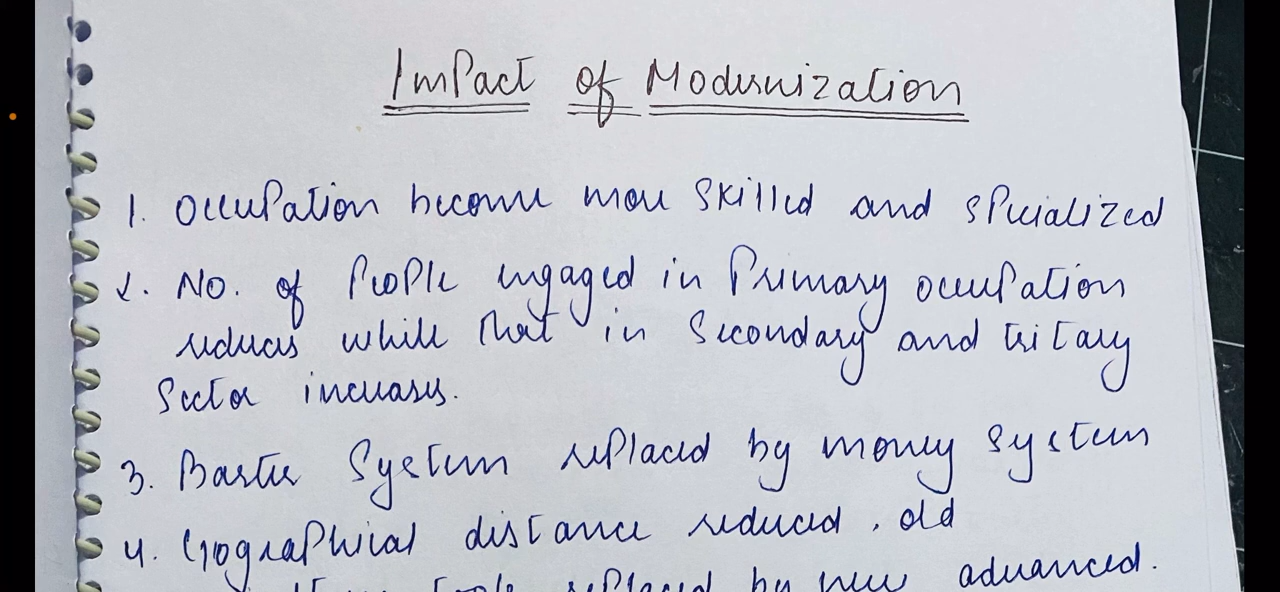 Impact of Modernization
1. Occupation become more skilled and specialized
2. No. of People engaged in Primary occupation
reduces while that in Secondary and tritary
Sector increases.
3. Barter System replaced by money system
4. Geographical distance reduced, old
replaced by new advanced.